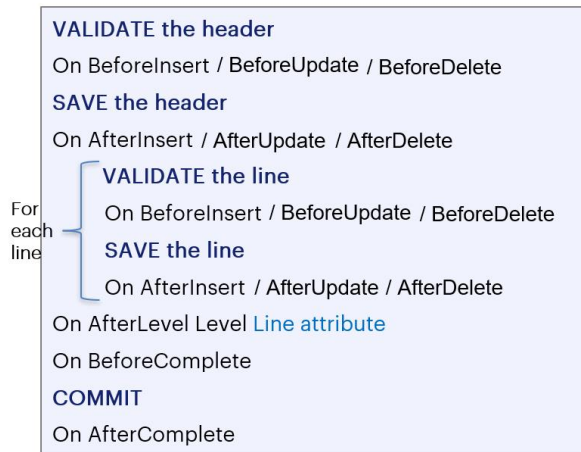 VALIDATE the header
On BeforeInsert / BeforeUpdate / BeforeDelete
SAVE the header
On AfterInsert / AfterUpdate / AfterDelete
For each line
VALIDATE the line
On BeforeInsert / BeforeUpdate / BeforeDelete
SAVE the line
On AfterInsert / AfterUpdate / AfterDelete
On AfterLevel Level Line attribute
On BeforeComplete
COMMIT
On AfterComplete